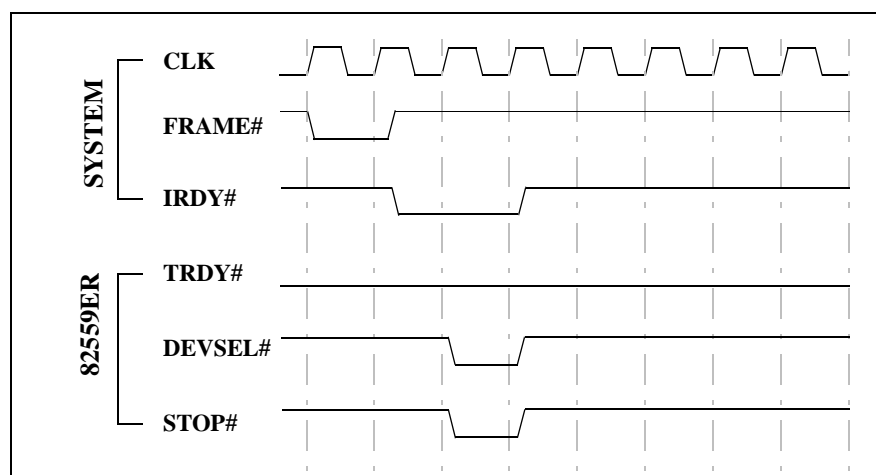 SYSTEM
CLK
FRAME#
IRDY#
82559ER
TRDY#
DEVSEL#
STOP#